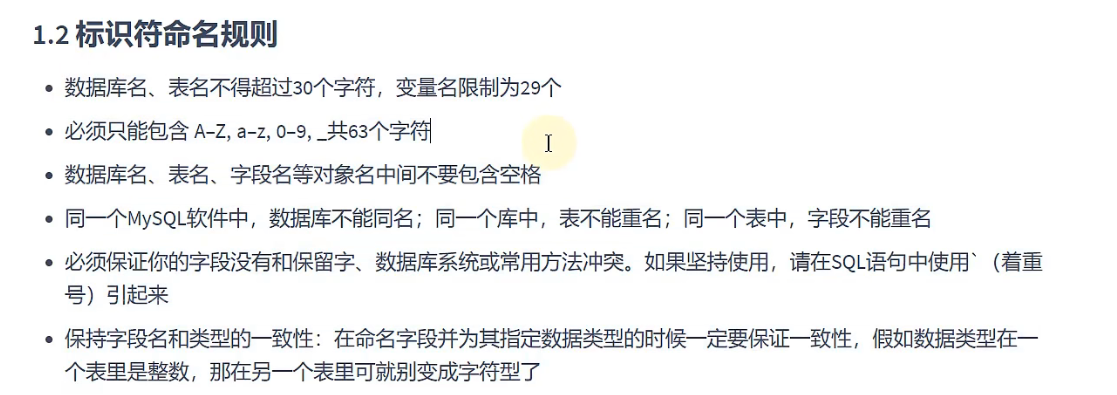 1.2 标识符命名规则
• 数据库名、表名不得超过30个字符，变量名限制为29个
• 必须只能包含 A–Z, a–z, 0–9, _共63个字符
• 数据库名、表名、字段名等对象名中间不要包含空格
• 同一个MySQL软件中，数据库不能同名；同一个库中，表不能重名；同一个表中，字段不能重名
• 必须保证你的字段没有和保留字、数据库系统或常用方法冲突。如果坚持使用，请在SQL语句中使用`（着重
号）引起来
• 保持字段名和类型的一致性：在命名字段并为其指定数据类型的时候一定要保证一致性，假如数据类型在一
个表里是整数，那在另一个表里可就别变成字符型了